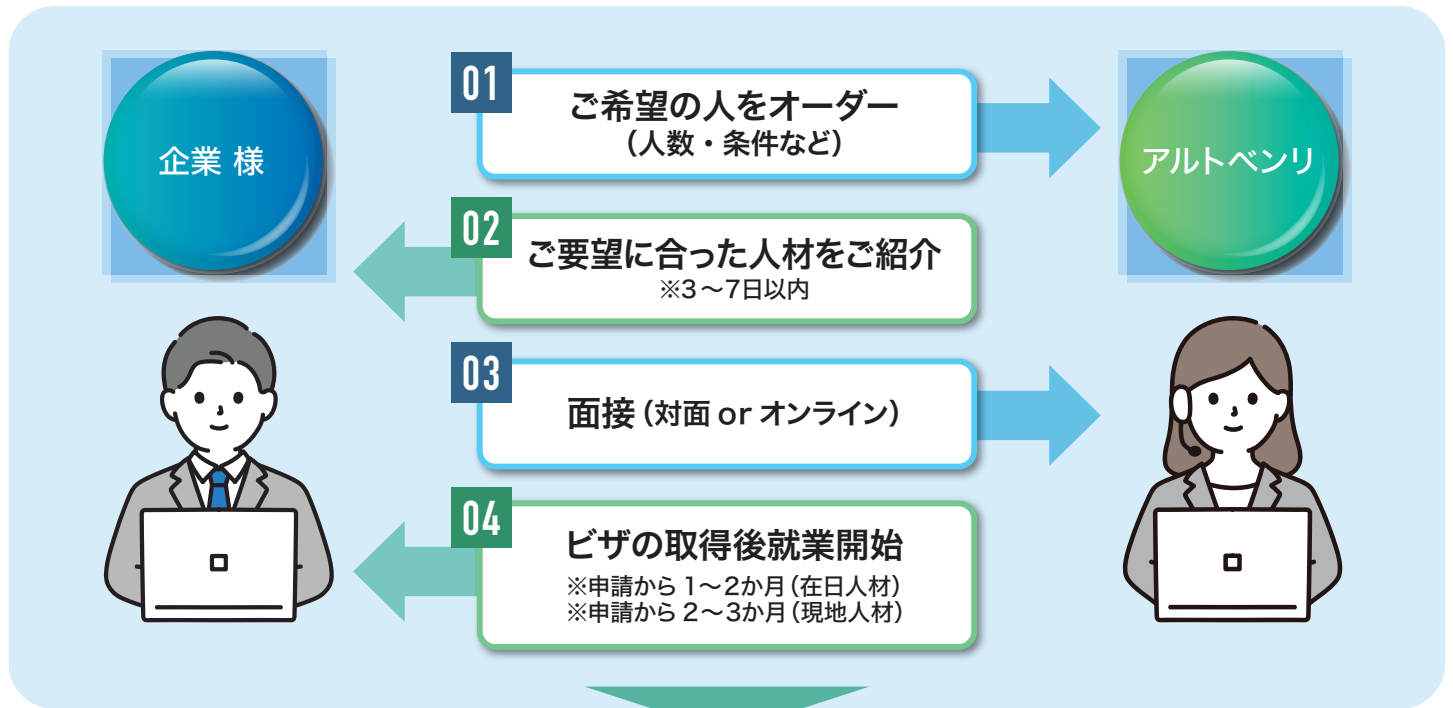 企業 様
アルトベンリ
01
ご希望の人をオーダー
（人数・条件など）
02
ご要望に合った人材をご紹介
※3～7日以内
03
面接（対面 or オンライン）
04
ビザの取得後就業開始
※申請から 1～2か月（在日人材）
※申請から 2～3か月（現地人材）